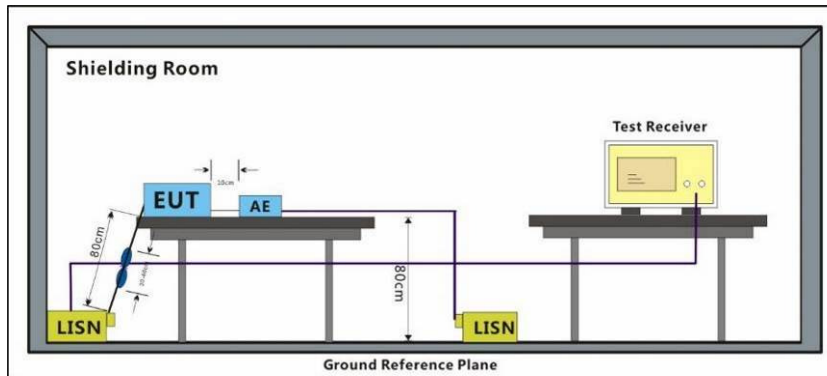 Shielding Room
Test Receiver
10cm
EUT
AE
80cm
80cm
LISN
LISN
Ground Reference Plane